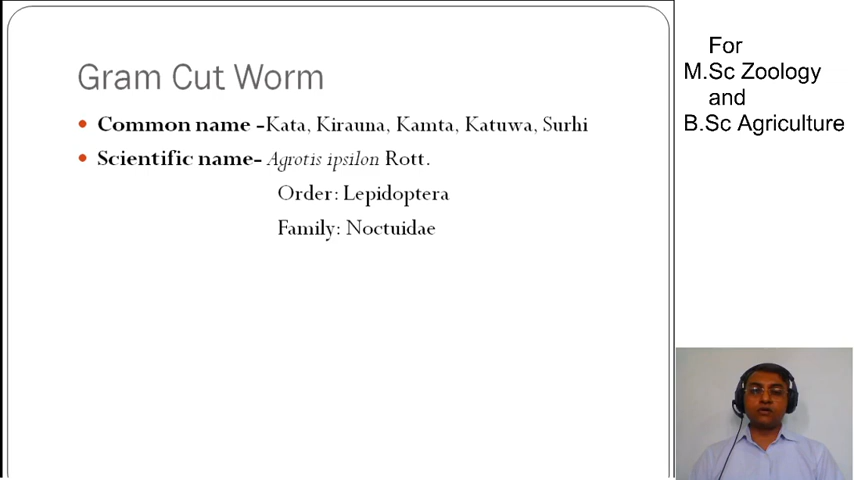 Gram Cut Worm
• Common name -Kata, Kirauna, Kamta, Katuwa, Surhi
• Scientific name- Agrotis ipsilon Rott.
Order: Lepidoptera
Family: Noctuidae
For
M.Sc Zoology
and
B.Sc Agriculture